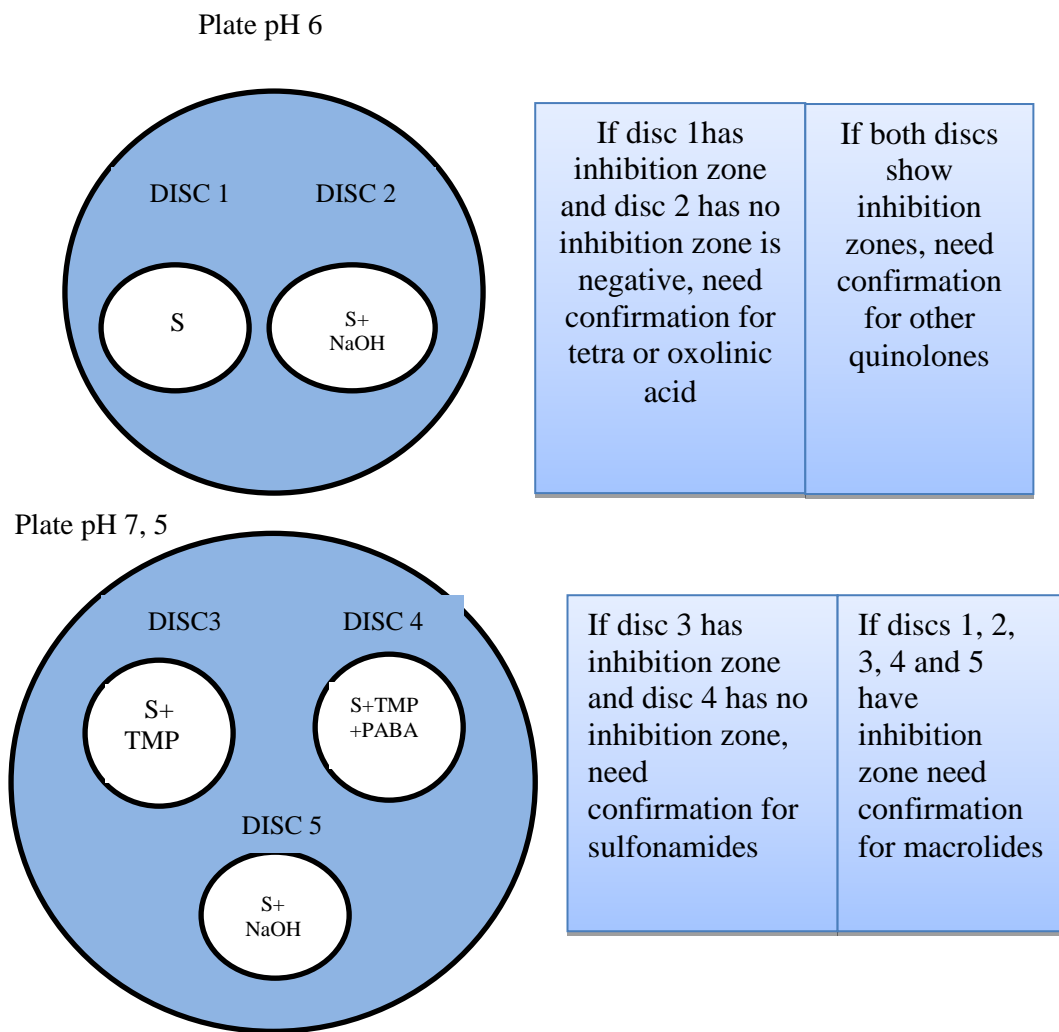 Plate pH 6
DISC 1
DISC 2
S
S+
NaOH
If disc 1has
inhibition zone
and disc 2 has no
inhibition zone is
negative, need
confirmation for
tetra or oxolinic
acid
If both discs
show
inhibition
zones, need
confirmation
for other
quinolones
Plate pH 7, 5
DISC3
DISC 4
S+
TMP
S+TMP
+PABA
DISC 5
S+
NaOH
If disc 3 has
inhibition zone
and disc 4 has no
inhibition zone,
need
confirmation for
sulfonamides
If discs 1, 2,
3, 4 and 5
have
inhibition
zone need
confirmation
for macrolides